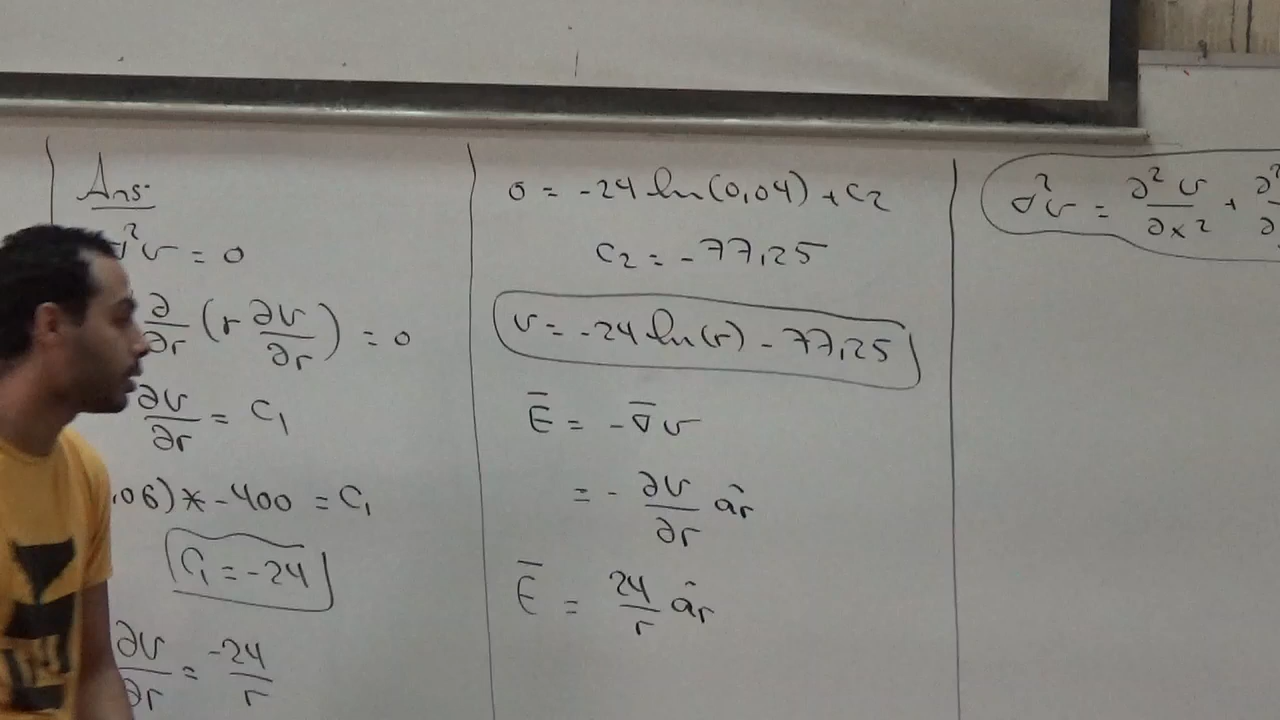 Ans:
∇²v = 0
∂/∂r (r ∂v/∂r) = 0
∂v/∂r = C₁
.06)* -400 = C₁
C₁ = -24
∂v/∂r = -24/r
0 = -24 ln(0,04) + C₂
C₂ = -77,25
v = -24 ln(r) - 77,25
E̅ = -∇̅v
= - ∂v/∂r âr
E̅ = 24/r âr
∇²v = ∂²v/∂x² + ∂²